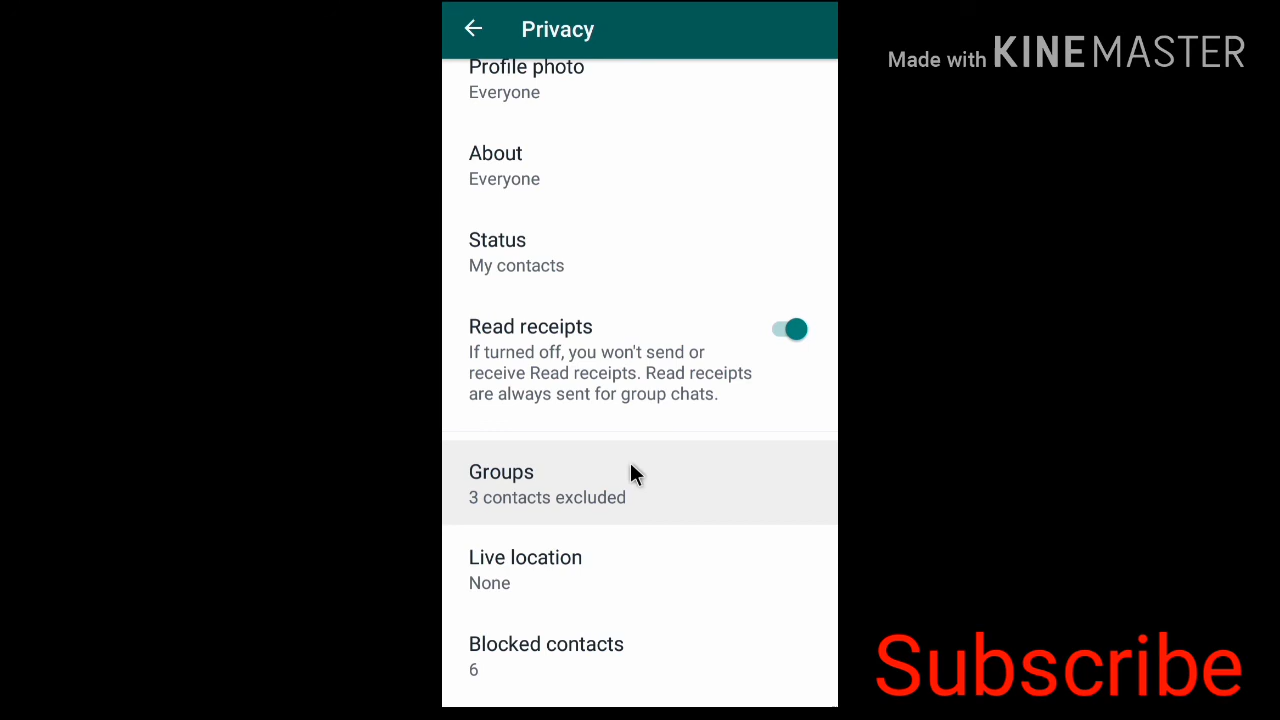 Privacy
Made with KINEMASTER
Profile photo
Everyone
About
Everyone
Status
My contacts
Read receipts
If turned off, you won't send or
receive Read receipts. Read receipts
are always sent for group chats.
Groups
3 contacts excluded
Live location
None
Blocked contacts
6
Subscribe